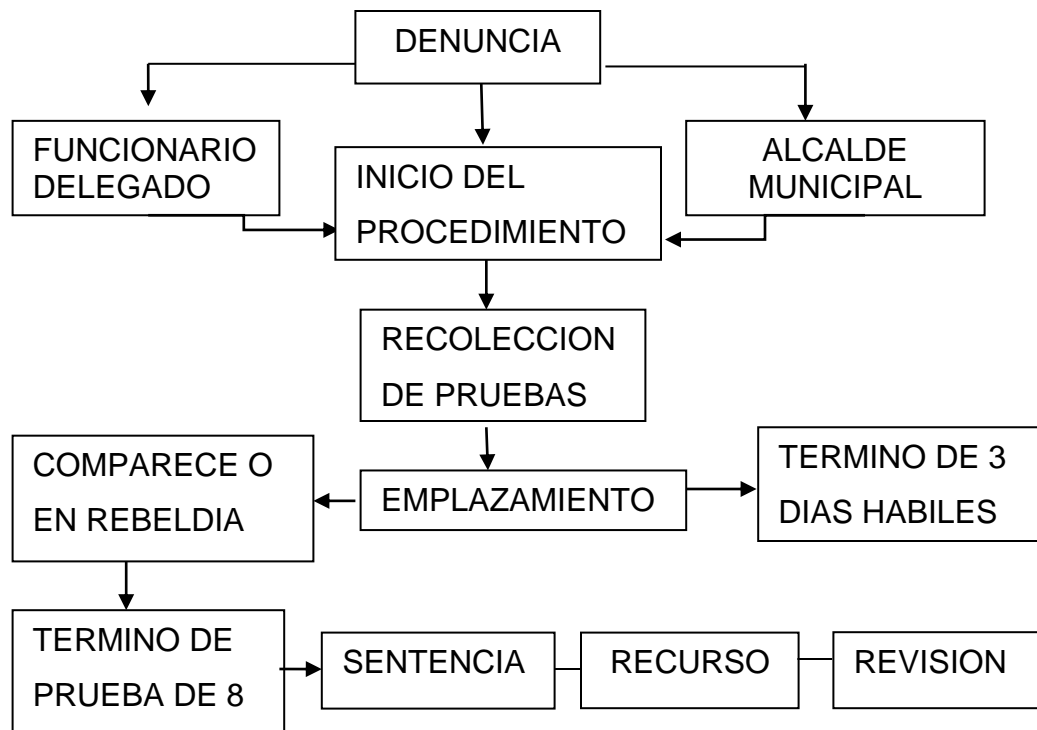 DENUNCIA
FUNCIONARIO
DELEGADO
INICIO DEL
PROCEDIMIENTO
ALCALDE
MUNICIPAL
RECOLECCION
DE PRUEBAS
COMPARECE O
EN REBELDIA
EMPLAZAMIENTO
TERMINO DE 3
DIAS HABILES
TERMINO DE
PRUEBA DE 8
SENTENCIA
RECURSO
REVISION